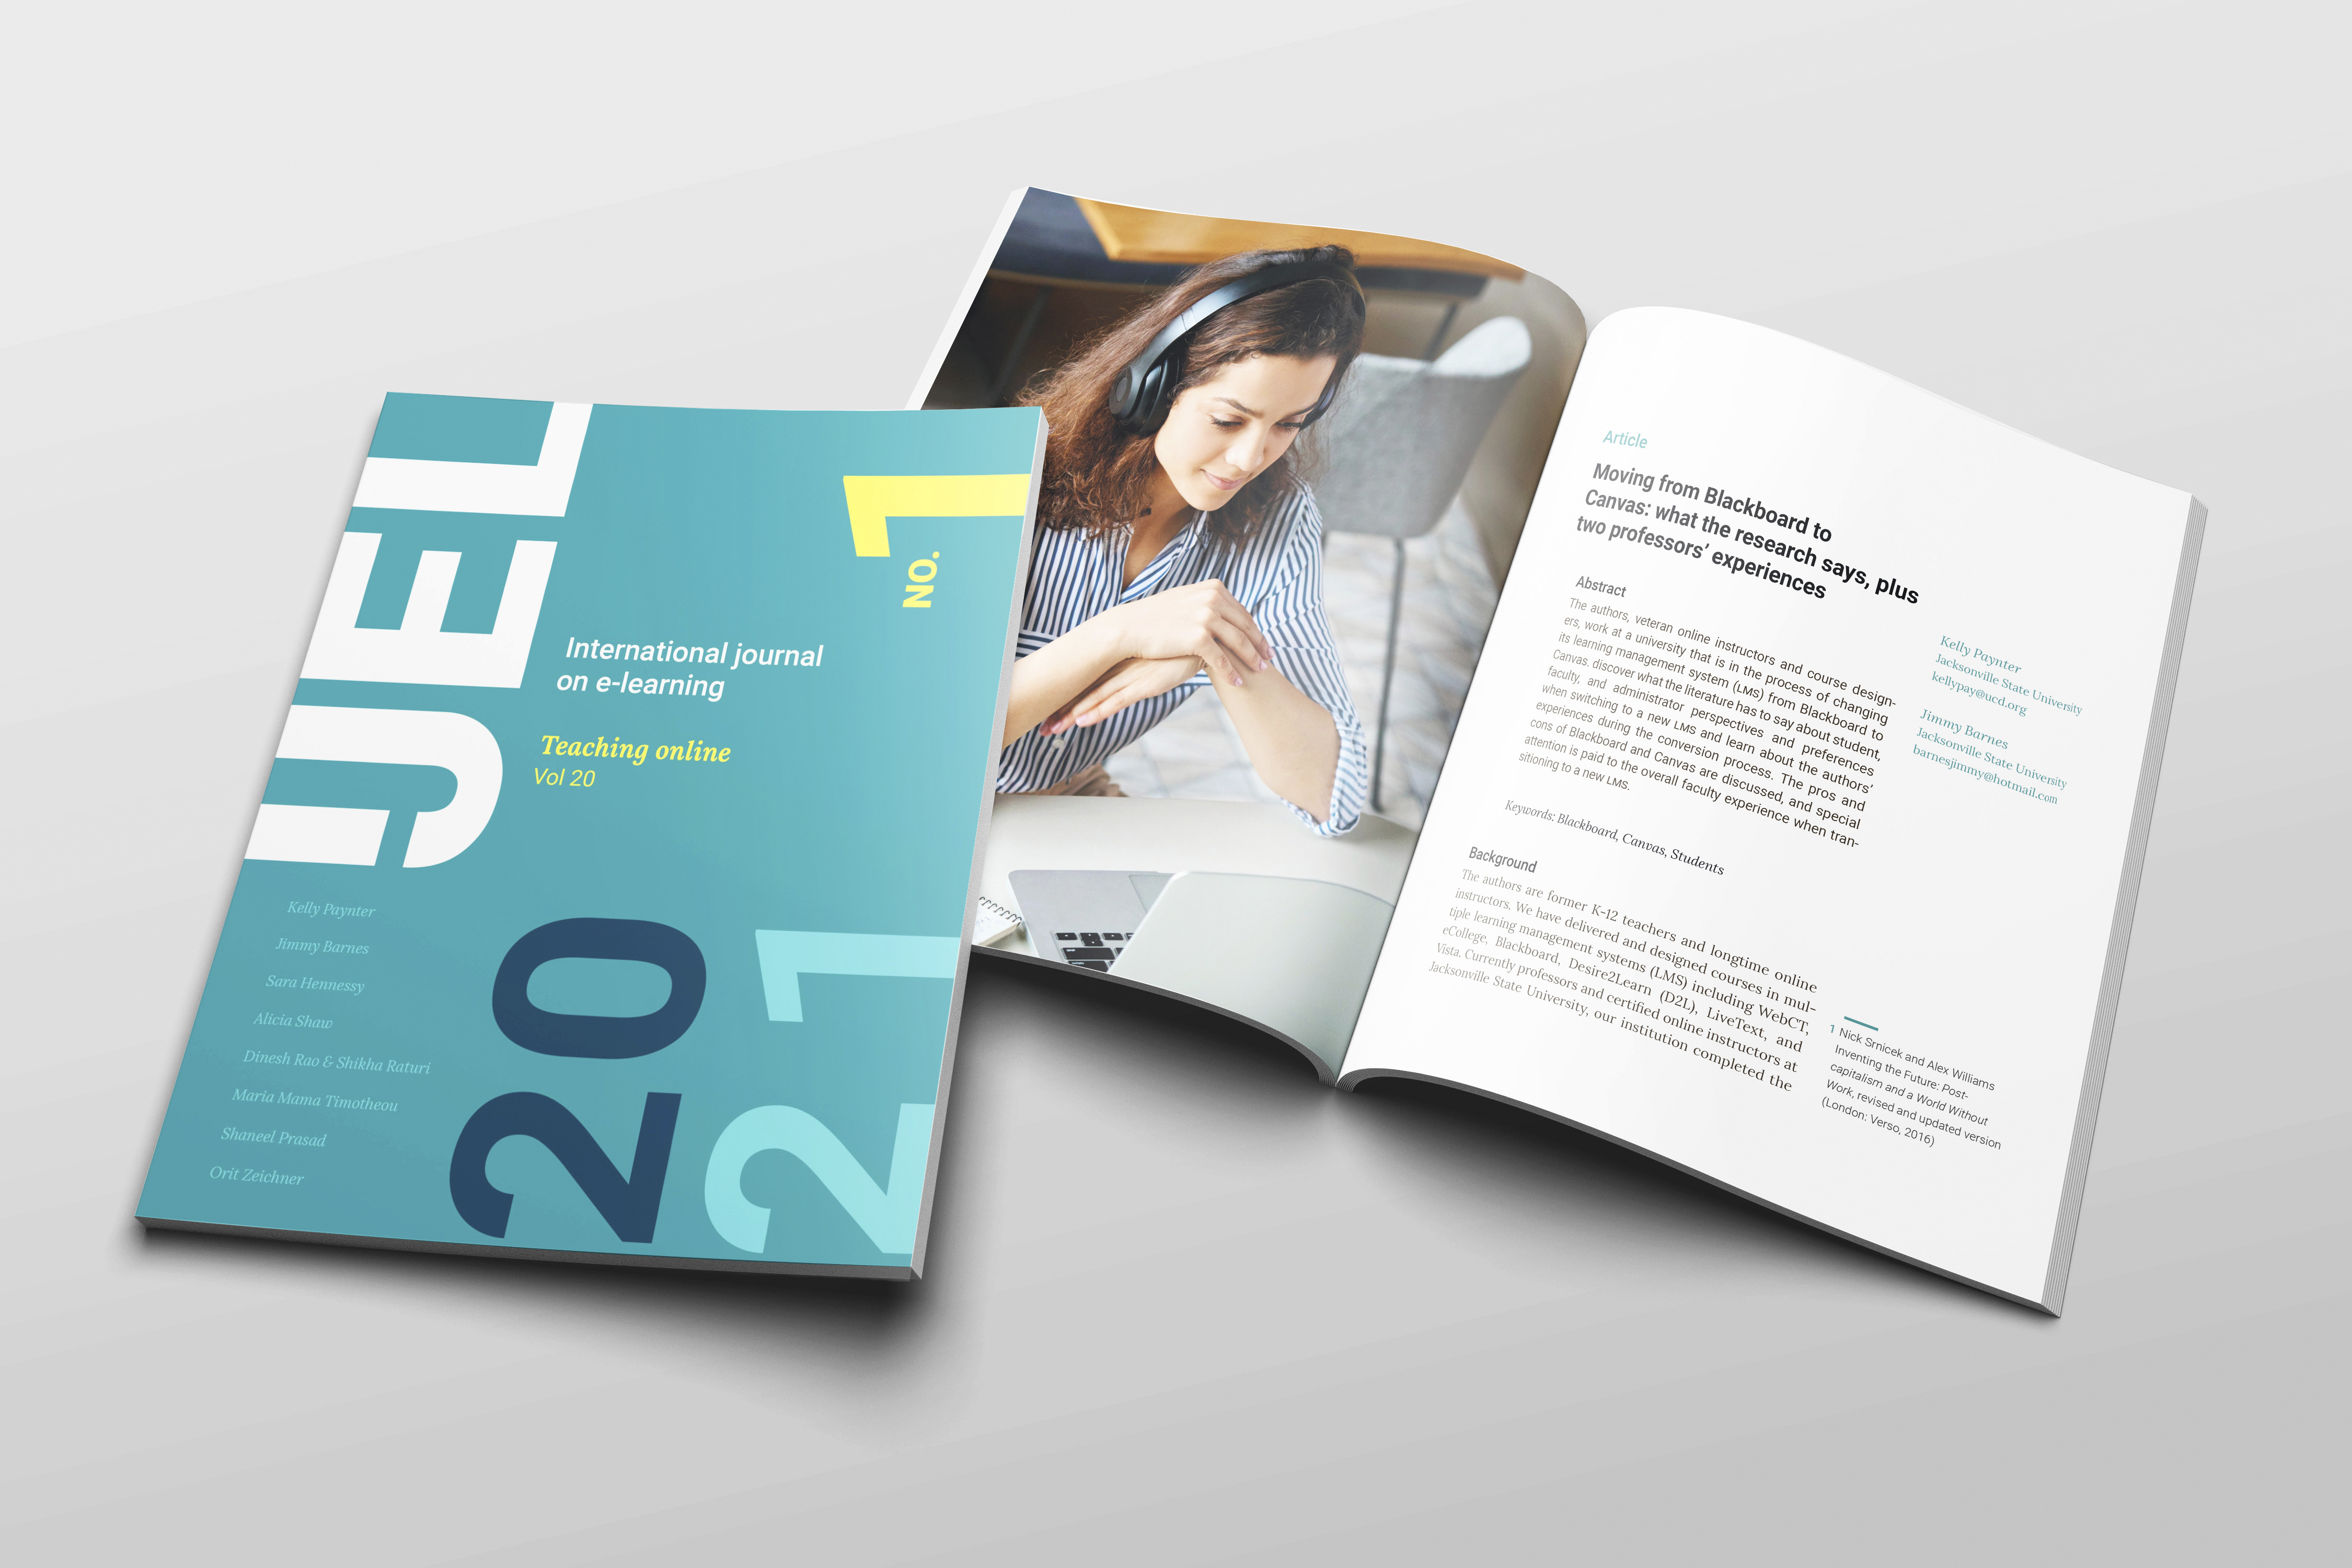 IJEL
NO. 1
International journal
on e-learning
Teaching online
Vol 20
Kelly Paynter
Jimmy Barnes
Sara Hennessy
Alicia Shaw
Dinesh Rao & Shikha Raturi
Maria Mama Timotheou
Shaneel Prasad
Orit Zeichner
20
21
Article
Moving from Blackboard to
Canvas: what the research says, plus
two professors’ experiences
Abstract
The authors, veteran online instructors and course design-
ers, work at a university that is in the process of changing
its learning management system (LMS) from Blackboard to
Canvas. discover what the literature has to say about student,
faculty, and administrator perspectives and preferences
when switching to a new LMS and learn about the authors’
experiences during the conversion process. The pros and
cons of Blackboard and Canvas are discussed, and special
attention is paid to the overall faculty experience when tran-
sitioning to a new LMS.
Keywords: Blackboard, Canvas, Students
Kelly Paynter
Jacksonville State University
kellypay@ucd.org
Jimmy Barnes
Jacksonville State University
barnesjimmy@hotmail.com
Background
The authors are former K-12 teachers and longtime online
instructors. We have delivered and designed courses in mul-
tiple learning management systems (LMS) including WebCT,
eCollege, Blackboard, Desire2Learn (D2L), LiveText, and
Vista. Currently professors and certified online instructors at
Jacksonville State University, our institution completed the
1 Nick Srnicek and Alex Williams
Inventing the Future: Post-
capitalism and a World Without
Work, revised and updated version
(London: Verso, 2016)